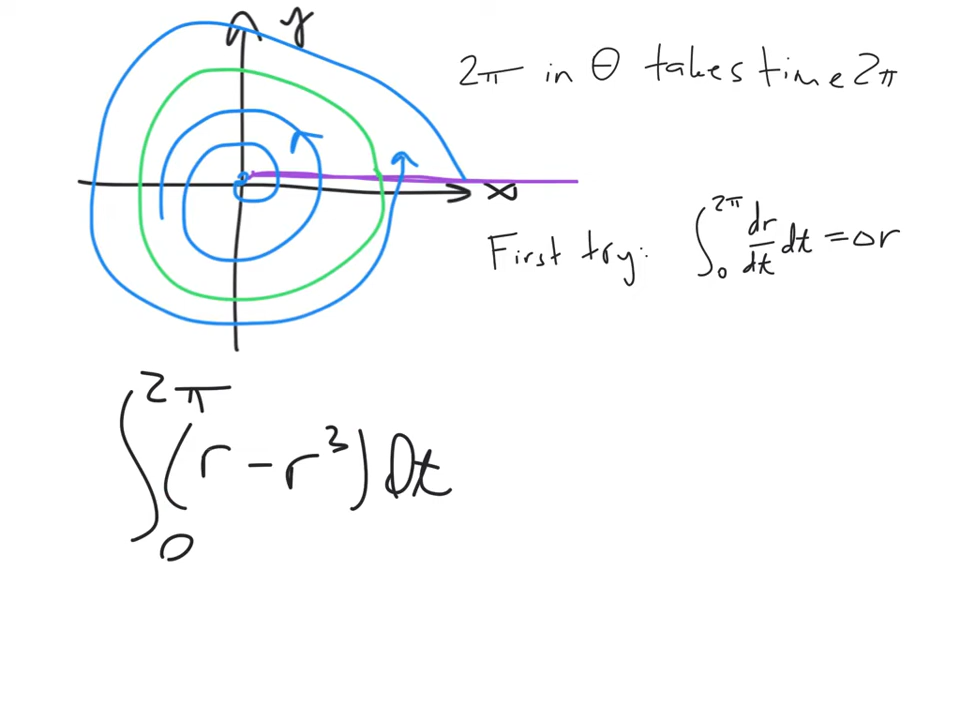 y
2π in θ takes time 2π
x
First try: ∫₀^{2π} dr/dt dt = Δr
∫₀^{2π} (r - r³) Dt